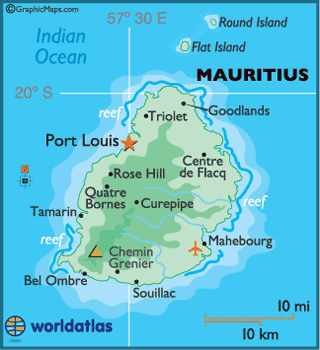 ©GraphicMaps.com
57° 30 E
Round Island
Flat Island
Indian
Ocean
MAURITIUS
20° S
reef
Triolet
Goodlands
Port Louis
Centre
de Flacq
Rose Hill
Quatre
Bornes
Curepipe
reef
Tamarin
reef
Mahebourg
Chemin
Grenier
Bel Ombre
Souillac
10 mi
10 km
worldatlas